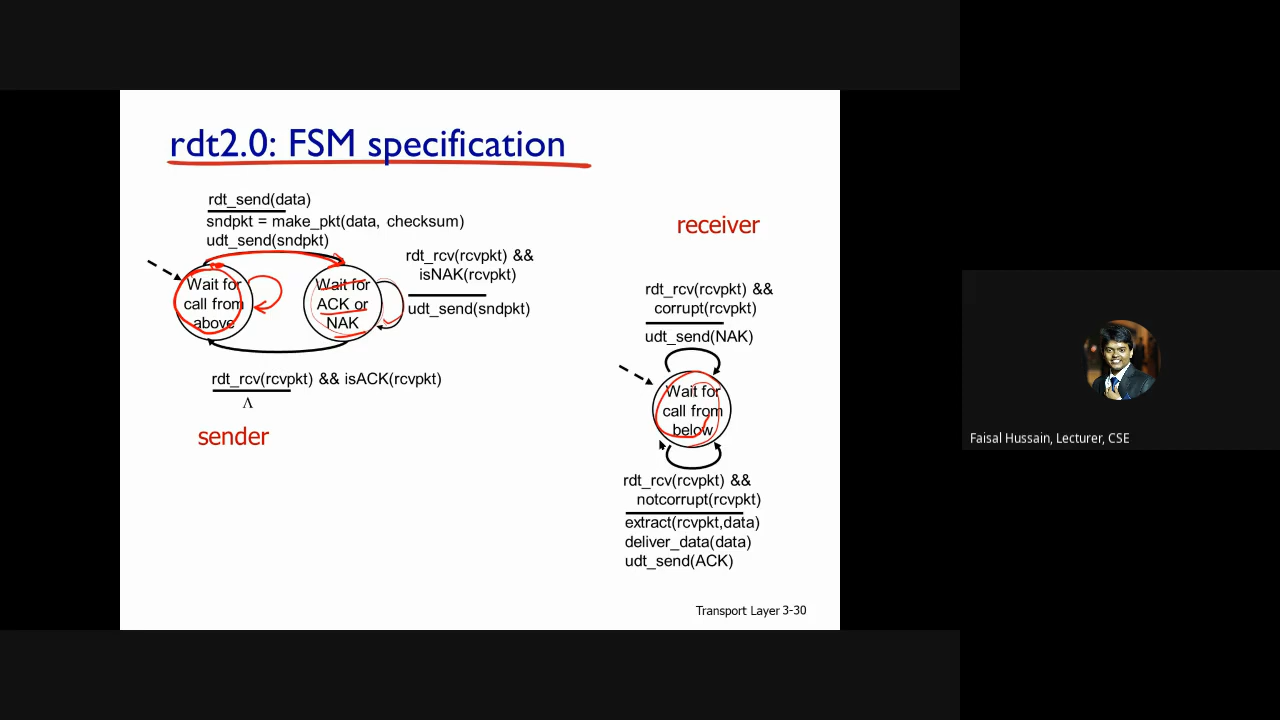 rdt2.0: FSM specification
rdt_send(data)
sndpkt = make_pkt(data, checksum)
udt_send(sndpkt)
Wait for
call from
above
Wait for
ACK or
NAK
rdt_rcv(rcvpkt) &&
isNAK(rcvpkt)
udt_send(sndpkt)
rdt_rcv(rcvpkt) && isACK(rcvpkt)
Λ
sender
receiver
rdt_rcv(rcvpkt) &&
corrupt(rcvpkt)
udt_send(NAK)
Wait for
call from
below
rdt_rcv(rcvpkt) &&
notcorrupt(rcvpkt)
extract(rcvpkt,data)
deliver_data(data)
udt_send(ACK)
Transport Layer 3-30
Faisal Hussain, Lecturer, CSE